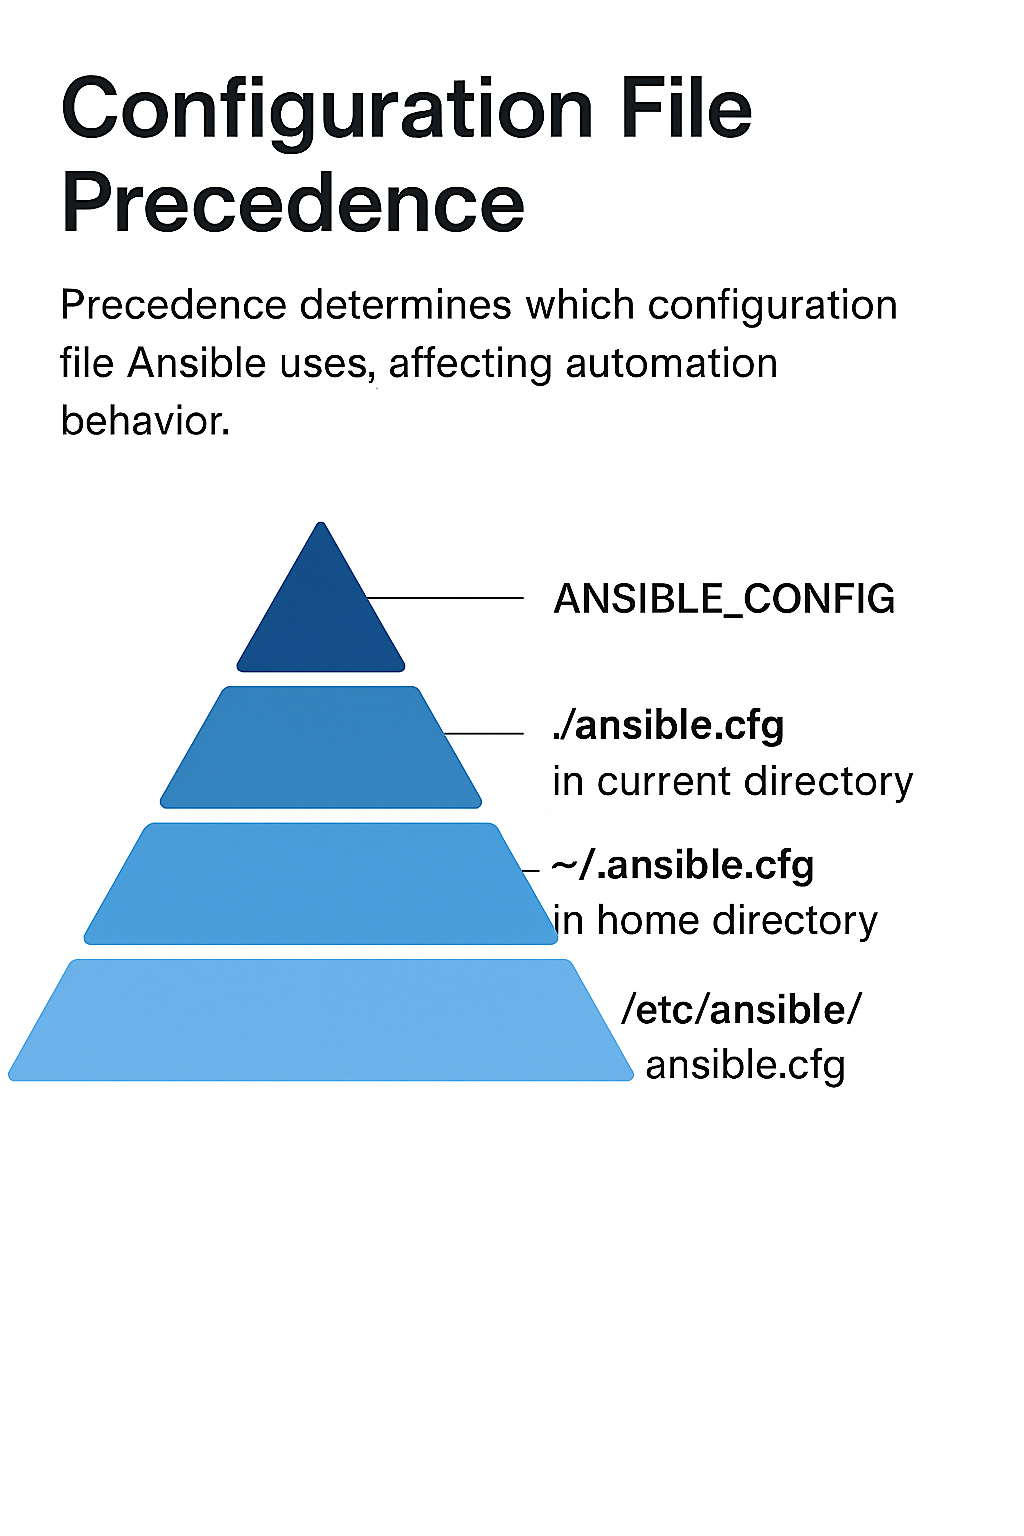 Configuration File
Precedence
Precedence determines which configuration
file Ansible uses, affecting automation
behavior.
ANSIBLE_CONFIG
./ansible.cfg
in current directory
~/.ansible.cfg
in home directory
/etc/ansible/
ansible.cfg